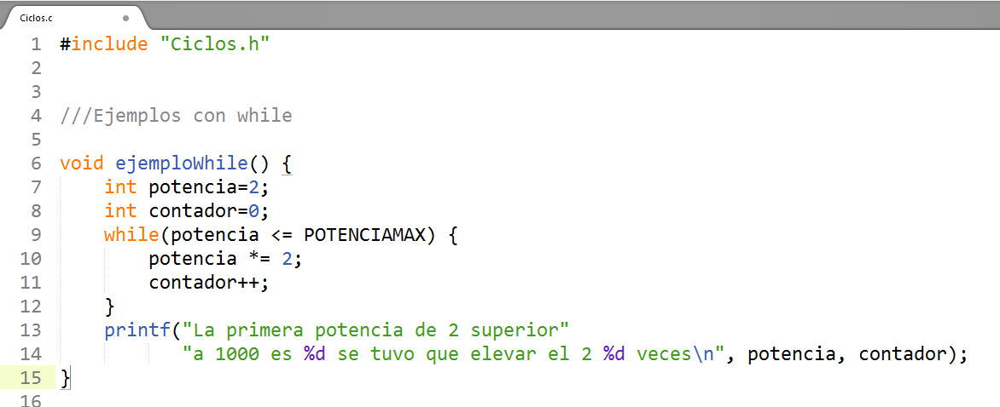 Ciclos.c
1 #include "Ciclos.h"
2
3
4 ///Ejemplos con while
5
6 void ejemploWhile() {
7     int potencia=2;
8     int contador=0;
9     while(potencia <= POTENCIAMAX) {
10         potencia *= 2;
11         contador++;
12     }
13     printf("La primera potencia de 2 superior"
14            "a 1000 es %d se tuvo que elevar el 2 %d veces\n", potencia, contador);
15 }
16